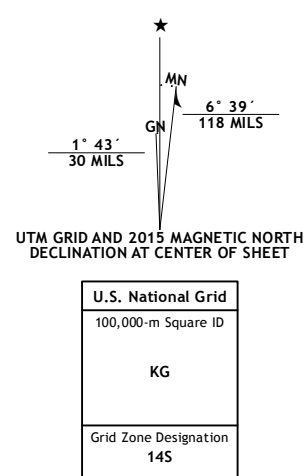 ★
MN
6° 39´
118 MILS
GN
1° 43´
30 MILS
UTM GRID AND 2015 MAGNETIC NORTH
DECLINATION AT CENTER OF SHEET
U.S. National Grid
100,000-m Square ID
KG
Grid Zone Designation
14S